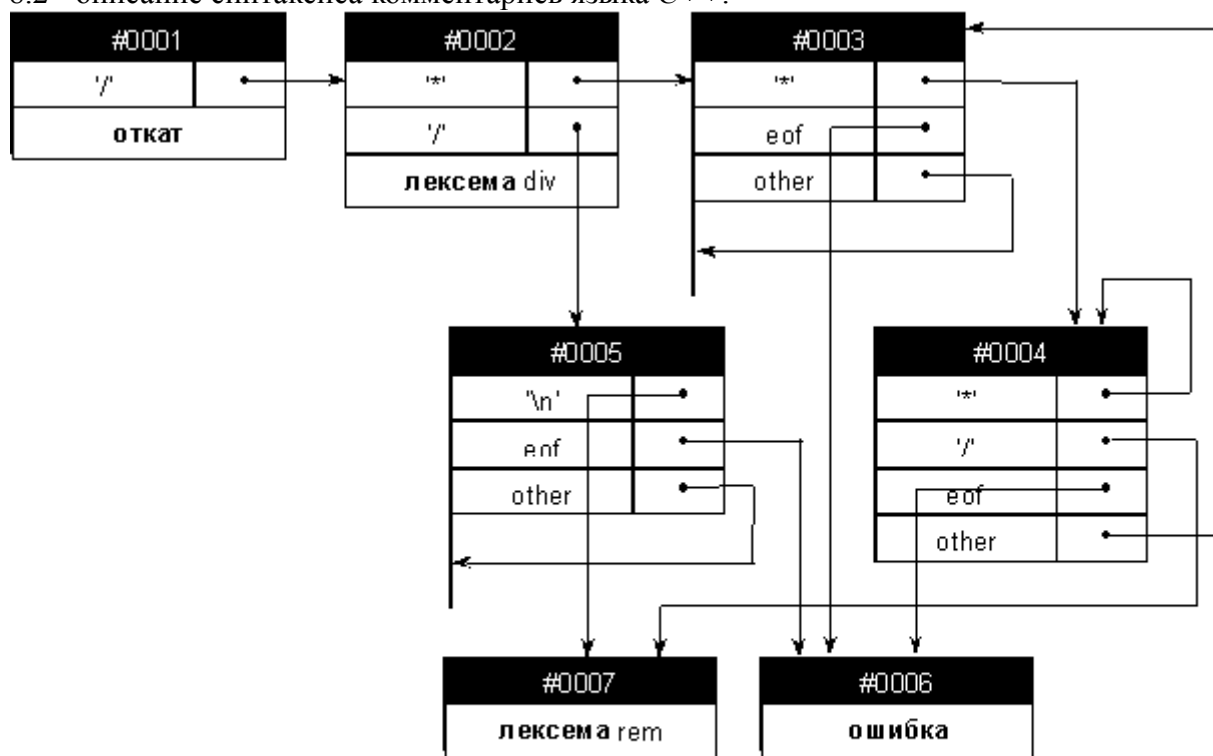 #0001
'/'
откат
#0002
'*'
'/'
лексема div
#0003
'*'
eof
other
#0005
'\n'
eof
other
#0004
'*'
'/'
eof
other
#0007
лексема rem
#0006
ошибка